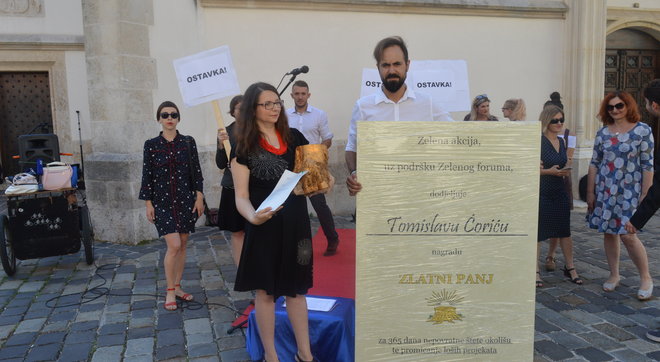 OSTAVKA!
OSTAVKA!
Zelena akcija,
uz podršku Zelenog foruma,
dodjeljuje
Tomislavu Ćoriću
nagradu
ZLATNI PANJ
za 365 dana nepovratne štete okolišu
te promicanje loših projekata